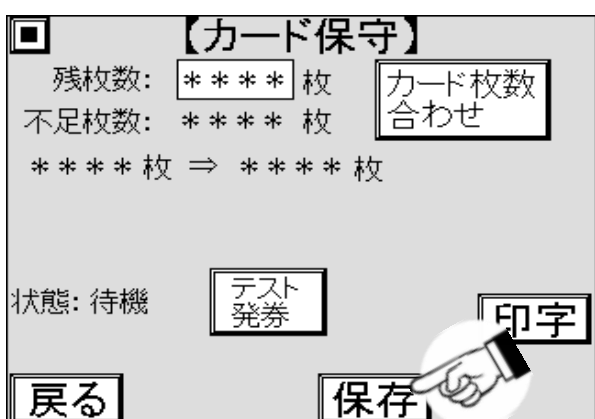 【カード保守】
残枚数: **** 枚
カード枚数
合わせ
不足枚数: **** 枚
****枚 ⇒ ****枚
状態: 待機
テスト
発券
印字
戻る
保存